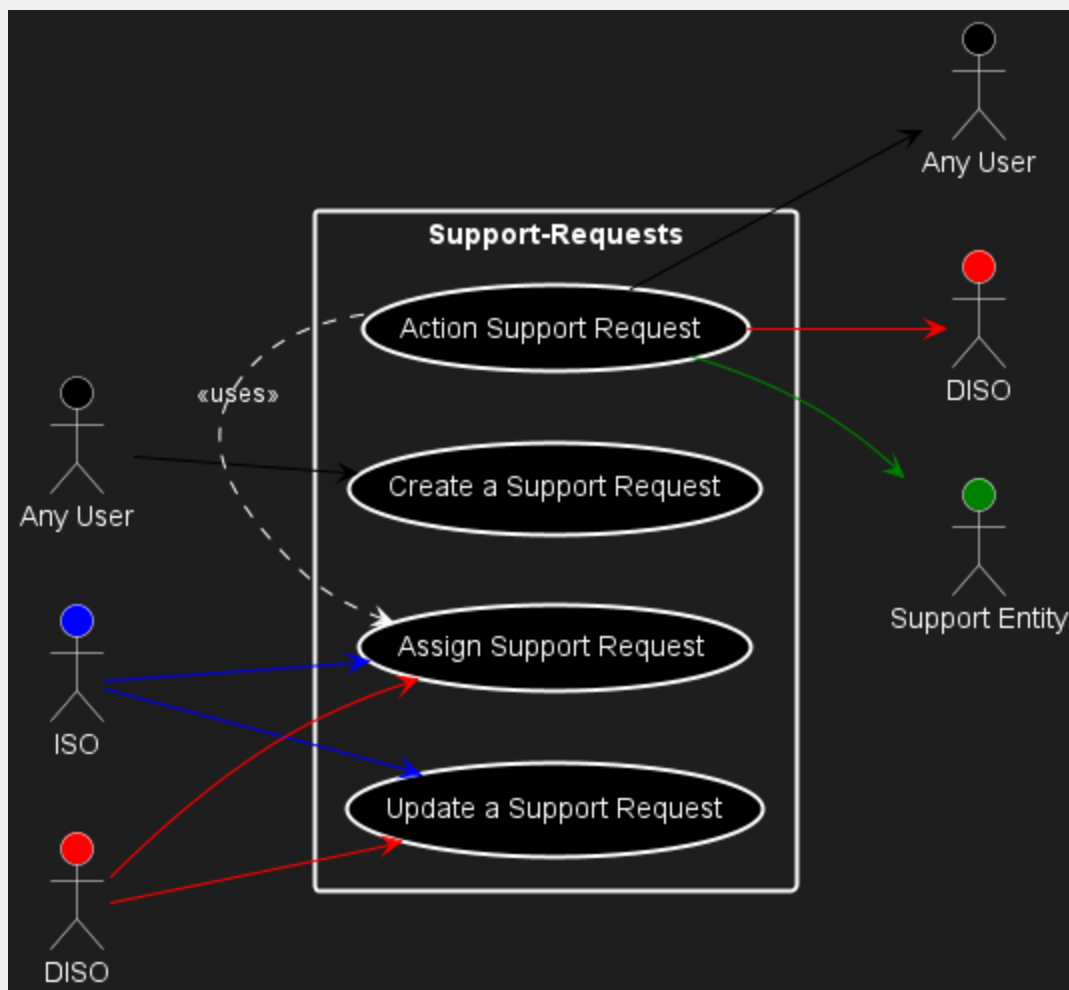 Any User
Support-Requests
Action Support Request
DISO
«uses»
Any User
Create a Support Request
Support Entity
Assign Support Request
ISO
Update a Support Request
DISO